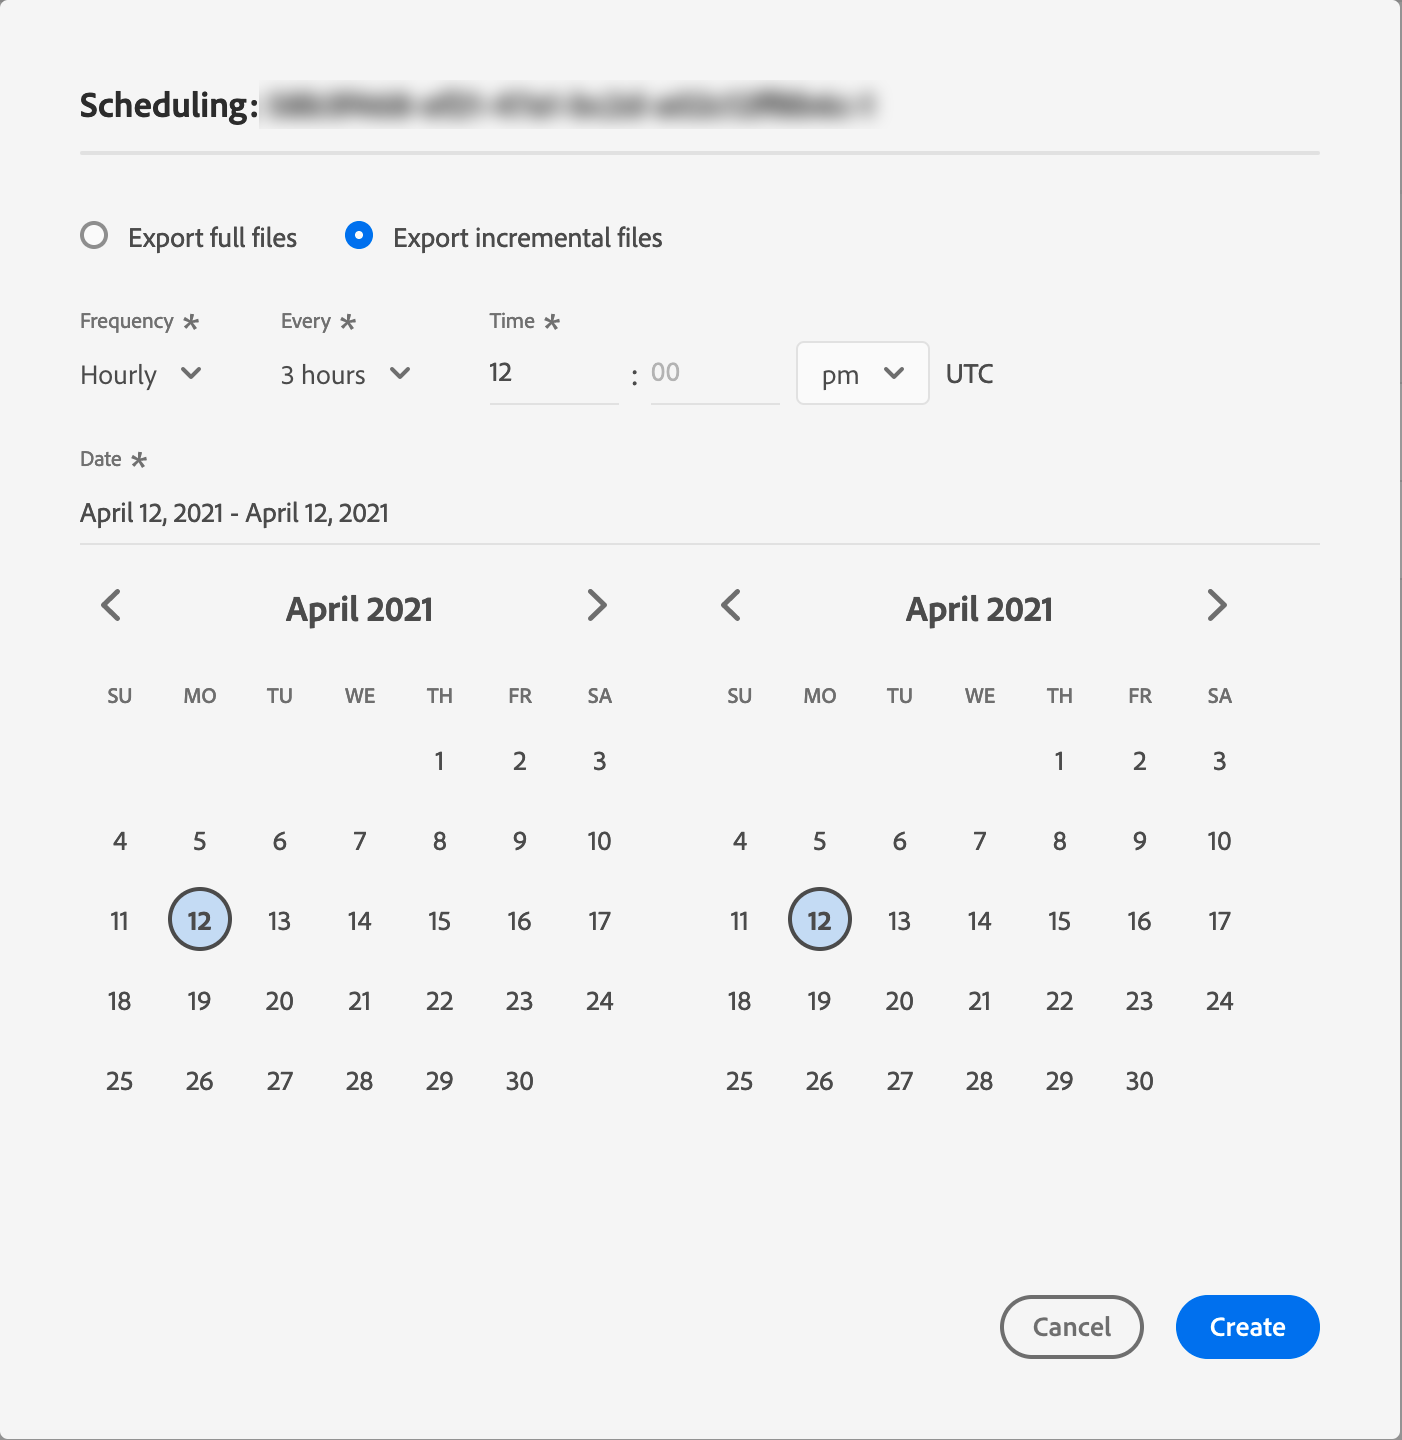 Scheduling:
Export full files Export incremental files
Frequency * Every * Time *
Hourly 3 hours 12 : 00 pm UTC
Date *
April 12, 2021 - April 12, 2021
April 2021 April 2021
SU MO TU WE TH FR SA SU MO TU WE TH FR SA
1 2 3 1 2 3
4 5 6 7 8 9 10 4 5 6 7 8 9 10
11 12 13 14 15 16 17 11 12 13 14 15 16 17
18 19 20 21 22 23 24 18 19 20 21 22 23 24
25 26 27 28 29 30 25 26 27 28 29 30
Cancel Create